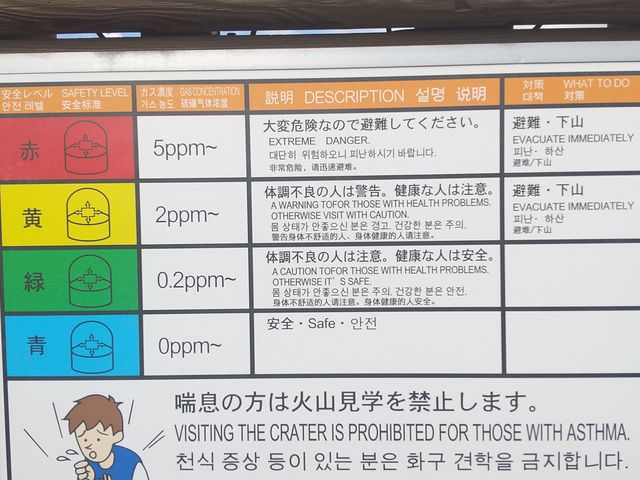 安全レベル SAFETY LEVEL
안전 레벨 安全标准
ガス濃度 GAS CONCENTRATION
가스 농도 硫磺气体浓度
説明 DESCRIPTION 설명 说明
対策 WHAT TO DO
대책 对策
赤
5ppm~
大変危険なので避難してください。
EXTREME DANGER.
대단히 위험하오니 피난하시기 바랍니다.
非常危险，请迅速避难。
避難・下山
EVACUATE IMMEDIATELY
피난・하산
避难/下山
黄
2ppm~
体調不良の人は警告。健康な人は注意。
A WARNING TOFOR THOSE WITH HEALTH PROBLEMS.
OTHERWISE VISIT WITH CAUTION.
몸 상태가 안좋으신 분은 경고. 건강한 분은 주의.
警告身体不舒适的人、身体健康的人请注意。
避難・下山
EVACUATE IMMEDIATELY
피난・하산
避难/下山
緑
0.2ppm~
体調不良の人は注意。健康な人は安全。
A CAUTION TOFOR THOSE WITH HEALTH PROBLEMS.
OTHERWISE IT'S SAFE.
몸 상태가 안좋으신 분은 주의. 건강한 분은 안전.
身体不舒适的人请注意。身体健康的人安全。
青
0ppm~
安全・Safe・안전
喘息の方は火山見学を禁止します。
VISITING THE CRATER IS PROHIBITED FOR THOSE WITH ASTHMA.
천식 증상 등이 있는 분은 화구 견학을 금지합니다.